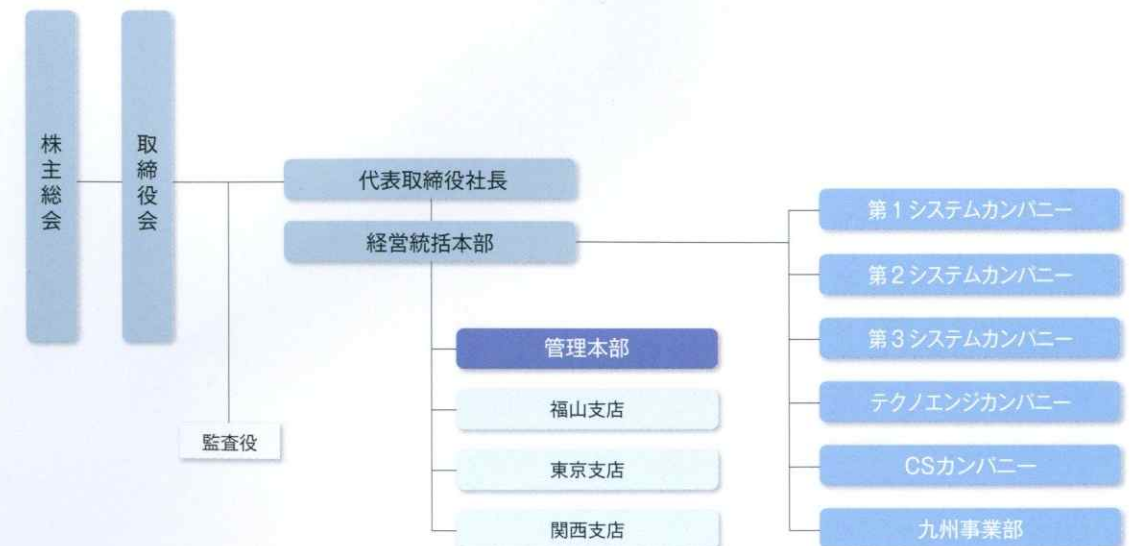 株主総会
取締役会
代表取締役社長
経営統括本部
監査役
管理本部
福山支店
東京支店
関西支店
第1システムカンパニー
第2システムカンパニー
第3システムカンパニー
テクノエンジカンパニー
CSカンパニー
九州事業部